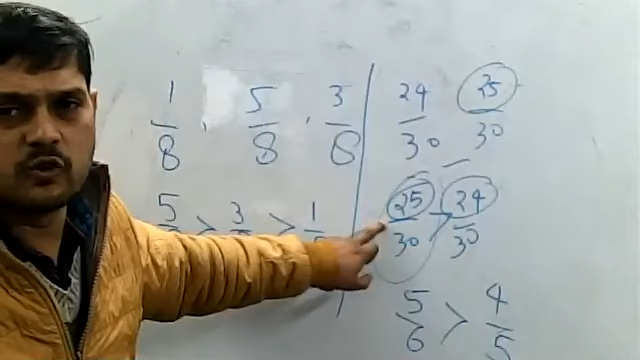 1/8 , 5/8 , 3/8
5/8 > 3/8 > 1/8
24/30 25/30
25/30 > 24/30
5/6 > 4/5